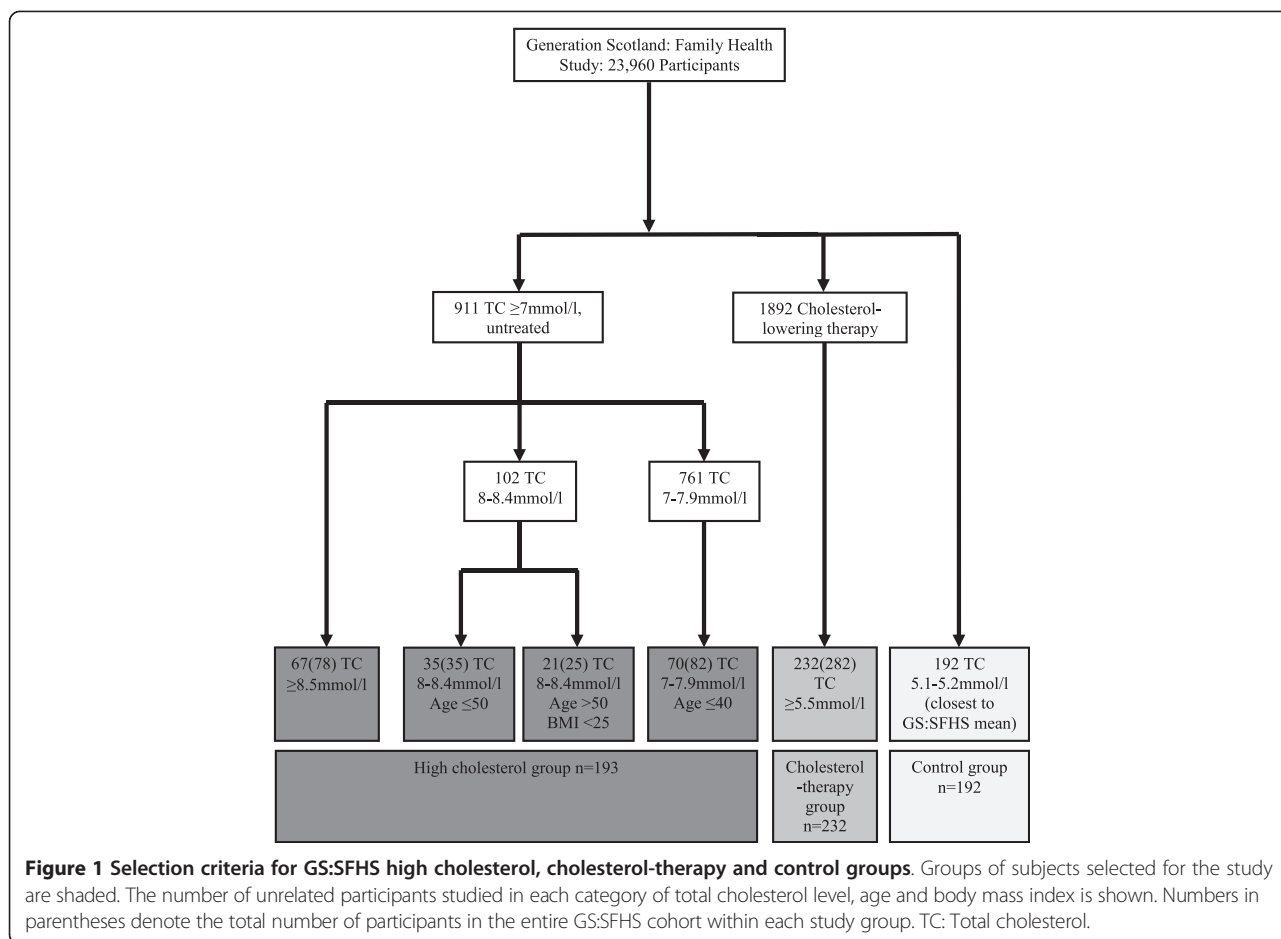 Generation Scotland: Family Health
Study: 23,960 Participants
911 TC ≥7mmol/l,
untreated
1892 Cholesterol-
lowering therapy
102 TC
8-8.4mmol/l
761 TC
7-7.9mmol/l
67(78) TC
≥8.5mmol/l
35(35) TC
8-8.4mmol/l
Age ≤50
21(25) TC
8-8.4mmol/l
Age >50
BMI <25
70(82) TC
7-7.9mmol/l
Age ≤40
232(282)
TC
≥5.5mmol/l
192 TC
5.1-5.2mmol/l
(closest to
GS:SFHS mean)
High cholesterol group n=193
Cholesterol
-therapy
group
n=232
Control group
n=192
Figure 1 Selection criteria for GS:SFHS high cholesterol, cholesterol-therapy and control groups. Groups of subjects selected for the study
are shaded. The number of unrelated participants studied in each category of total cholesterol level, age and body mass index is shown. Numbers in
parentheses denote the total number of participants in the entire GS:SFHS cohort within each study group. TC: Total cholesterol.